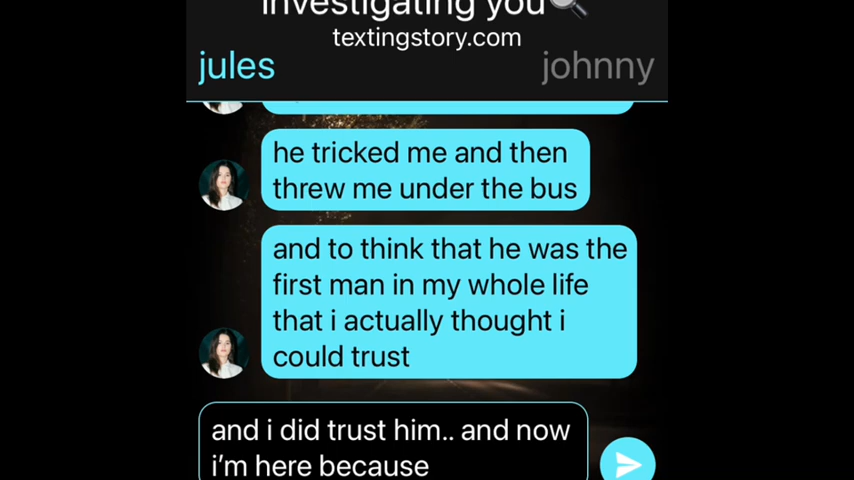 investigating you🔍
textingstory.com
jules
johnny
he tricked me and then
threw me under the bus
and to think that he was the
first man in my whole life
that i actually thought i
could trust
and i did trust him.. and now
i'm here because